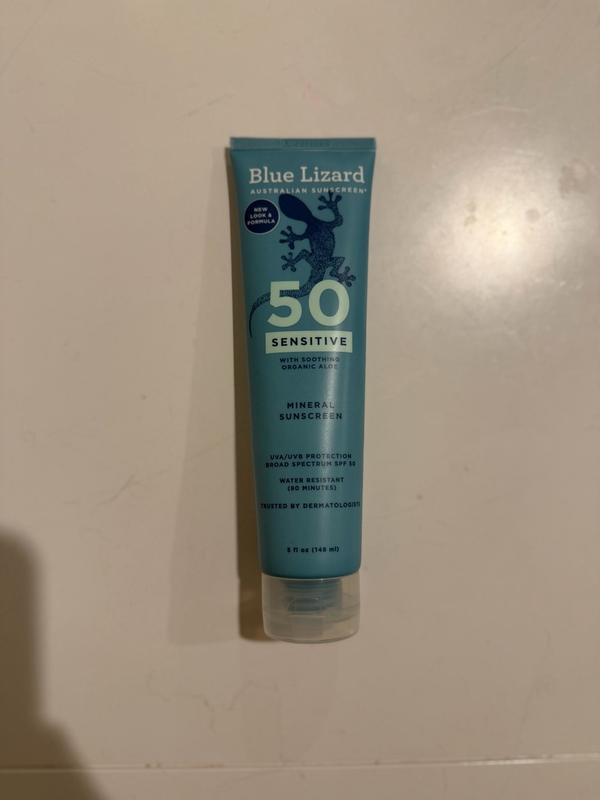 Blue Lizard
AUSTRALIAN SUNSCREEN®
NEW
LOOK &
FORMULA
50
SENSITIVE
WITH SOOTHING
ORGANIC ALOE
MINERAL
SUNSCREEN
UVA/UVB PROTECTION
BROAD SPECTRUM SPF 50
WATER RESISTANT
(80 MINUTES)
TRUSTED BY DERMATOLOGISTS
5 fl oz (148 ml)